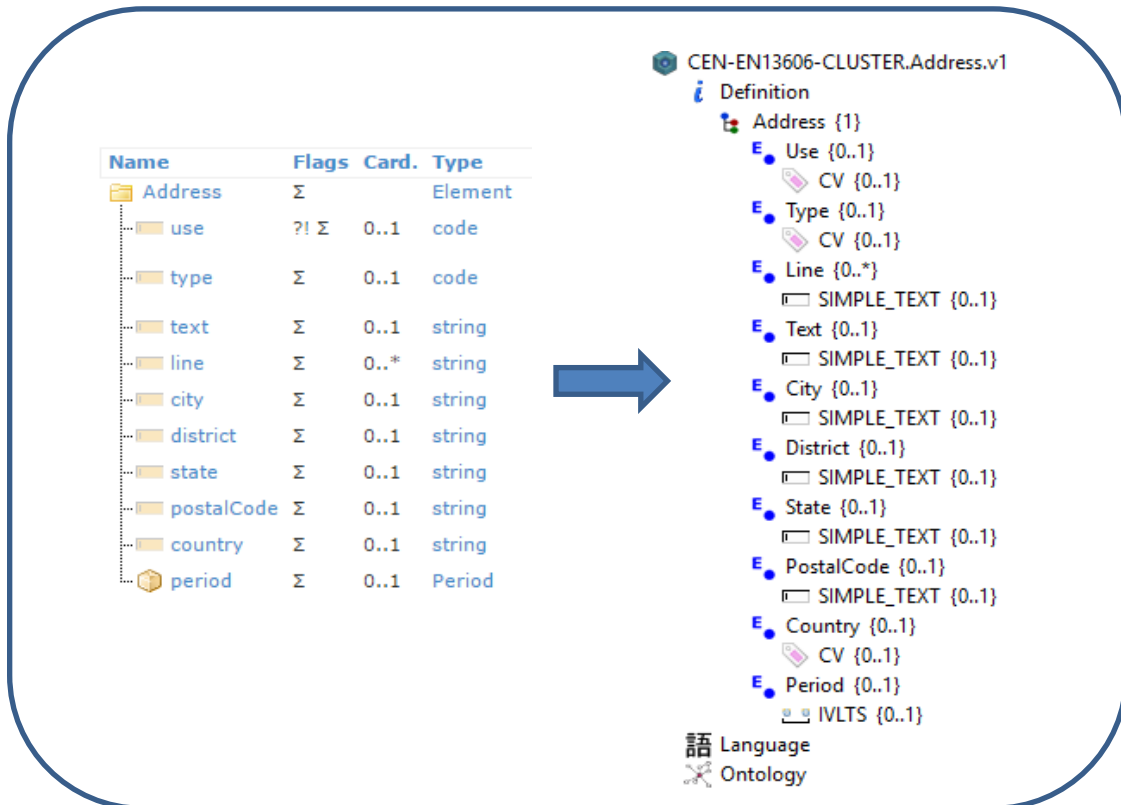 Name Flags Card. Type
Address Σ Element
use ?! Σ 0..1 code
type Σ 0..1 code
text Σ 0..1 string
line Σ 0..* string
city Σ 0..1 string
district Σ 0..1 string
state Σ 0..1 string
postalCode Σ 0..1 string
country Σ 0..1 string
period Σ 0..1 Period
CEN-EN13606-CLUSTER.Address.v1
i Definition
Address {1}
E Use {0..1}
CV {0..1}
E Type {0..1}
CV {0..1}
E Line {0..*}
SIMPLE_TEXT {0..1}
E Text {0..1}
SIMPLE_TEXT {0..1}
E City {0..1}
SIMPLE_TEXT {0..1}
E District {0..1}
SIMPLE_TEXT {0..1}
E State {0..1}
SIMPLE_TEXT {0..1}
E PostalCode {0..1}
SIMPLE_TEXT {0..1}
E Country {0..1}
CV {0..1}
E Period {0..1}
IVLTS {0..1}
語 Language
Ontology